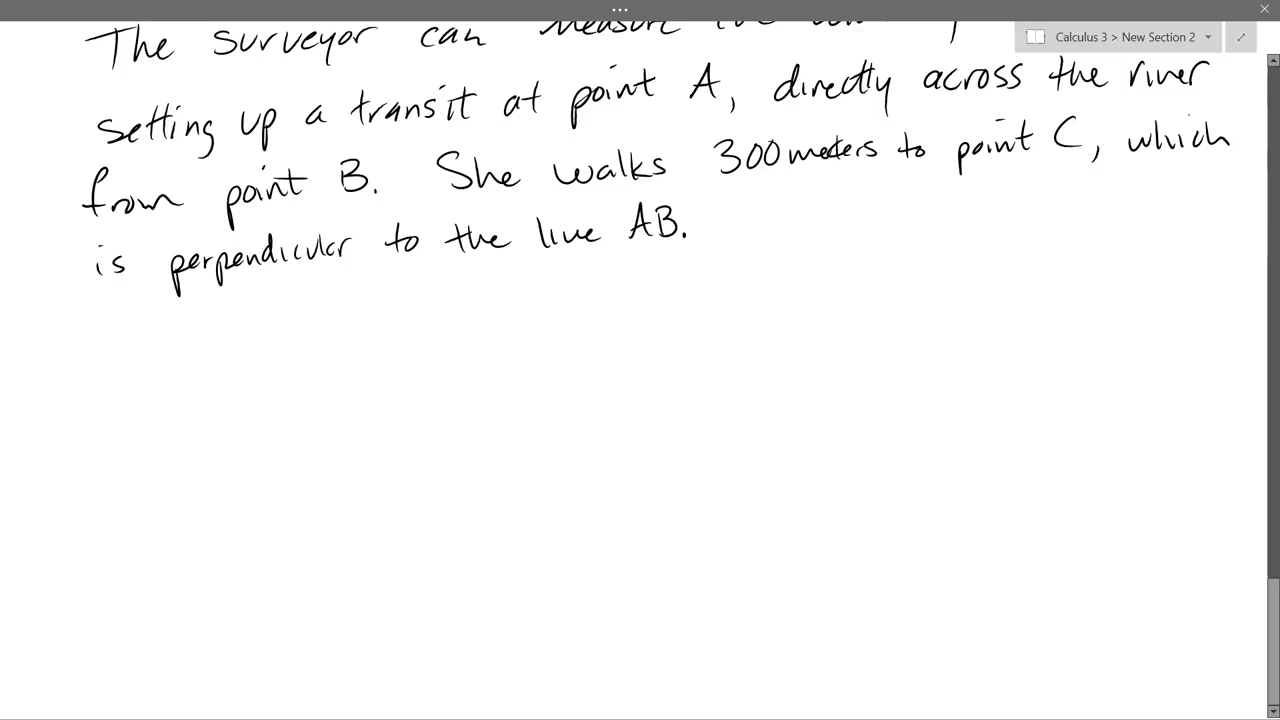 Calculus 3 > New Section 2
The surveyor can measure
setting up a transit at point A, directly across the river
from point B. She walks 300 meters to point C, which
is perpendicular to the line AB.